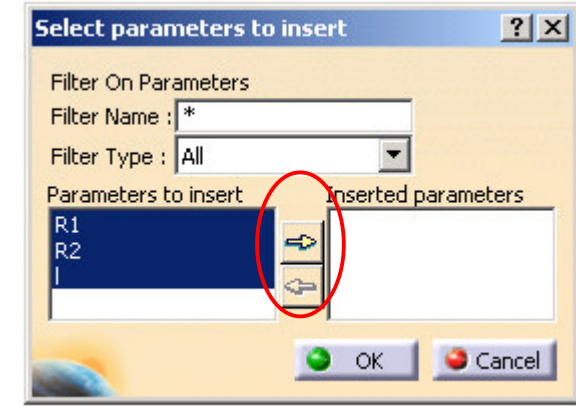 Select parameters to insert
Filter On Parameters
Filter Name : *
Filter Type : All
Parameters to insert Inserted parameters
R1
R2
l
OK Cancel